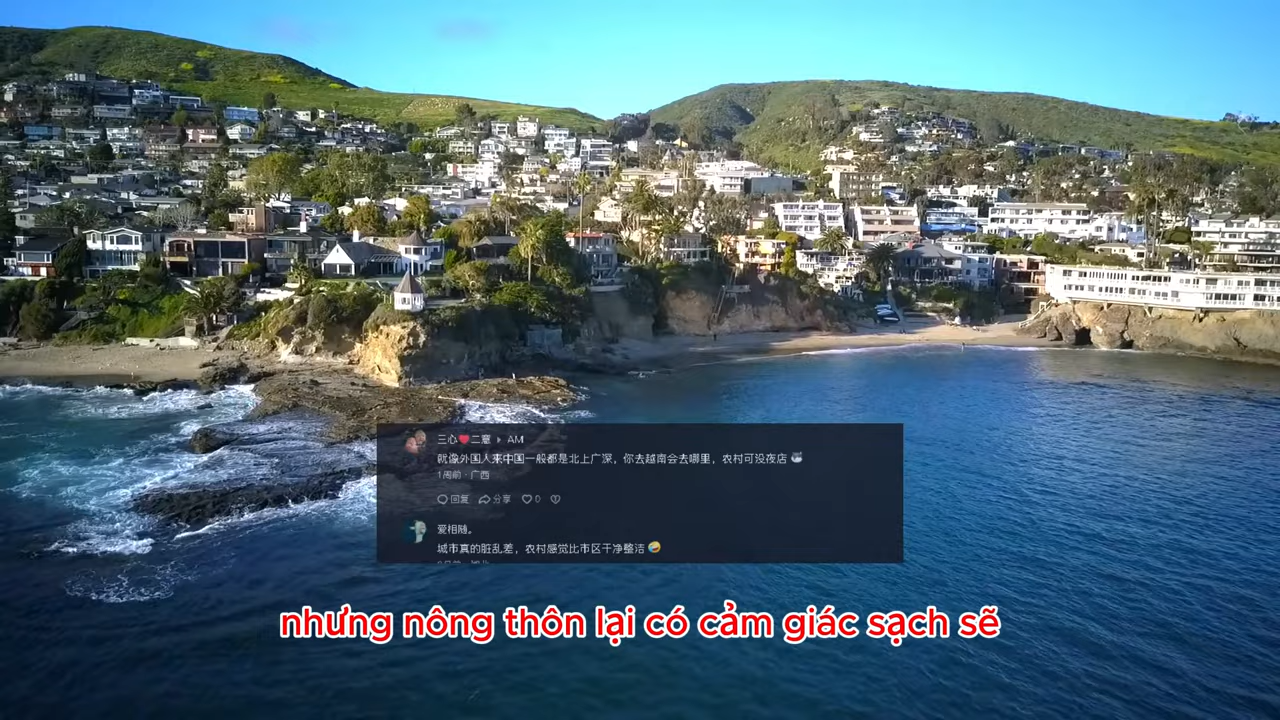 三心❤️二意 ▸ AM
就像外国人来中国一般都是北上广深，你去越南会去哪里，农村可没夜店
1周前 · 广西
回复 分享 0
爱相随。
城市真的脏乱差，农村感觉比市区干净整洁🤣
nhưng nông thôn lại có cảm giác sạch sẽ